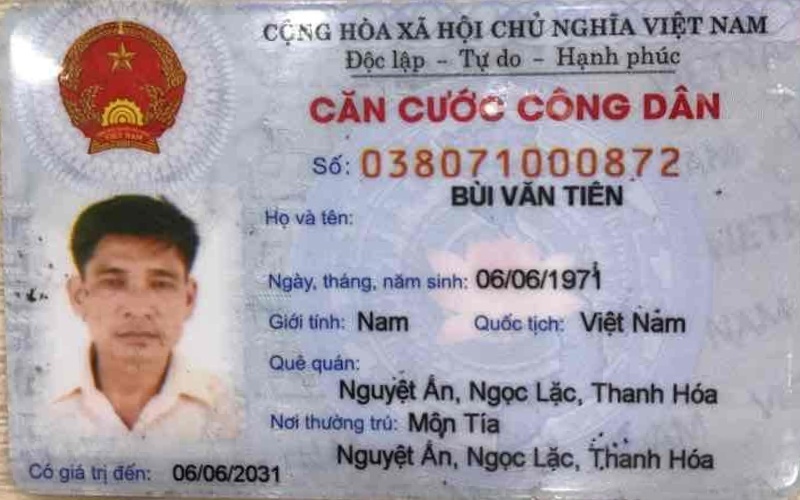 CỘNG HÒA XÃ HỘI CHỦ NGHĨA VIỆT NAM
Độc lập - Tự do - Hạnh phúc
CĂN CƯỚC CÔNG DÂN
Số: 038071000872
BÙI VĂN TIÊN
Họ và tên:
Ngày, tháng, năm sinh: 06/06/1971
Giới tính: Nam Quốc tịch: Việt Nam
Quê quán:
Nguyệt Ấn, Ngọc Lặc, Thanh Hóa
Nơi thường trú: Môn Tía
Nguyệt Ấn, Ngọc Lặc, Thanh Hóa
Có giá trị đến: 06/06/2031